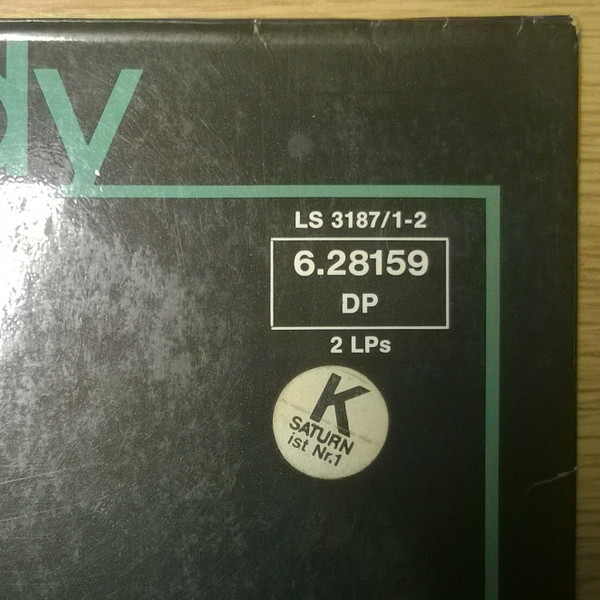 dy
LS 3187/1-2
6.28159
DP
2 LPs
K
SATURN
ist Nr.1